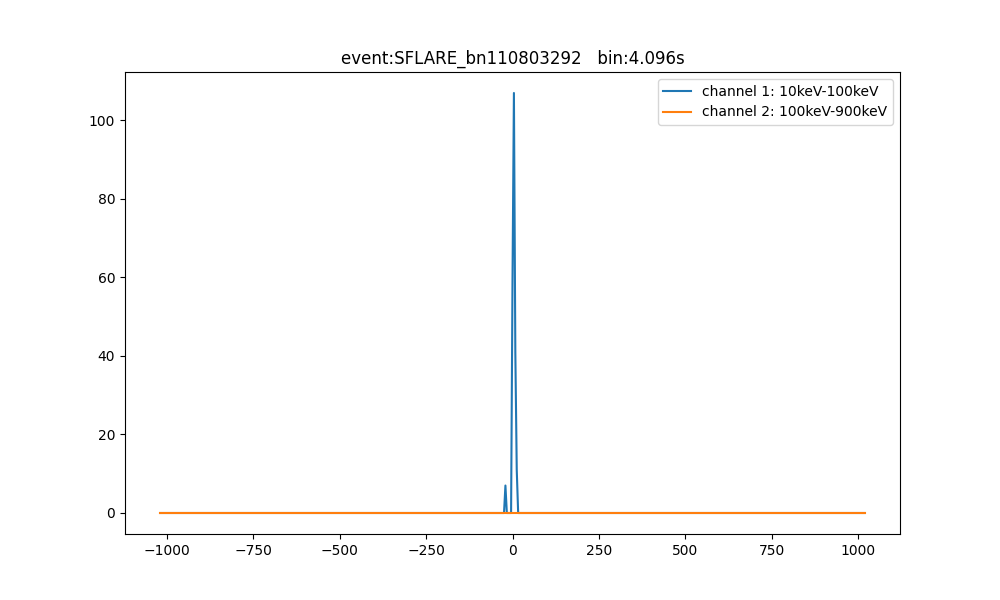 event:SFLARE_bn110803292   bin:4.096s
channel 1: 10keV-100keV
channel 2: 100keV-900keV
100
80
60
40
20
0
−1000 −750 −500 −250 0 250 500 750 1000